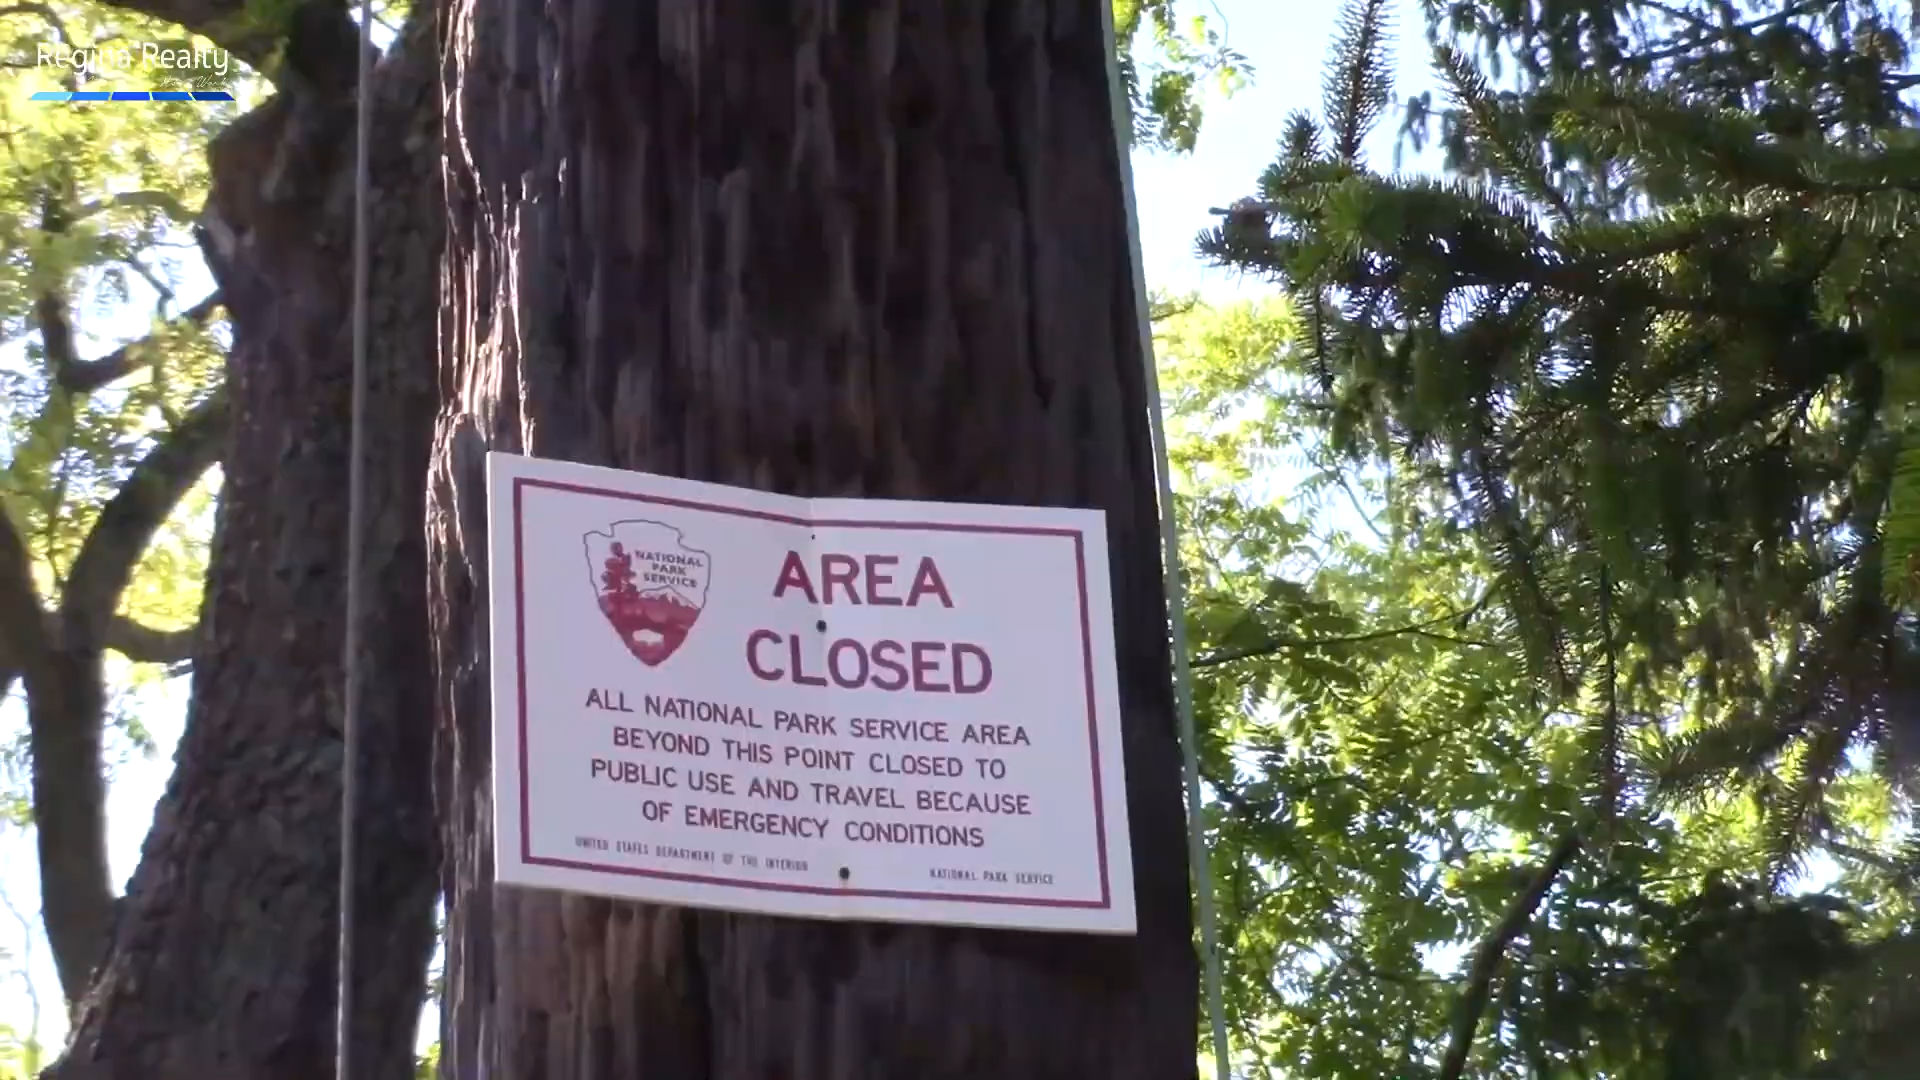 Regina Realty
NATIONAL
PARK
SERVICE
AREA
CLOSED
ALL NATIONAL PARK SERVICE AREA
BEYOND THIS POINT CLOSED TO
PUBLIC USE AND TRAVEL BECAUSE
OF EMERGENCY CONDITIONS
UNITED STATES DEPARTMENT OF THE INTERIOR
NATIONAL PARK SERVICE